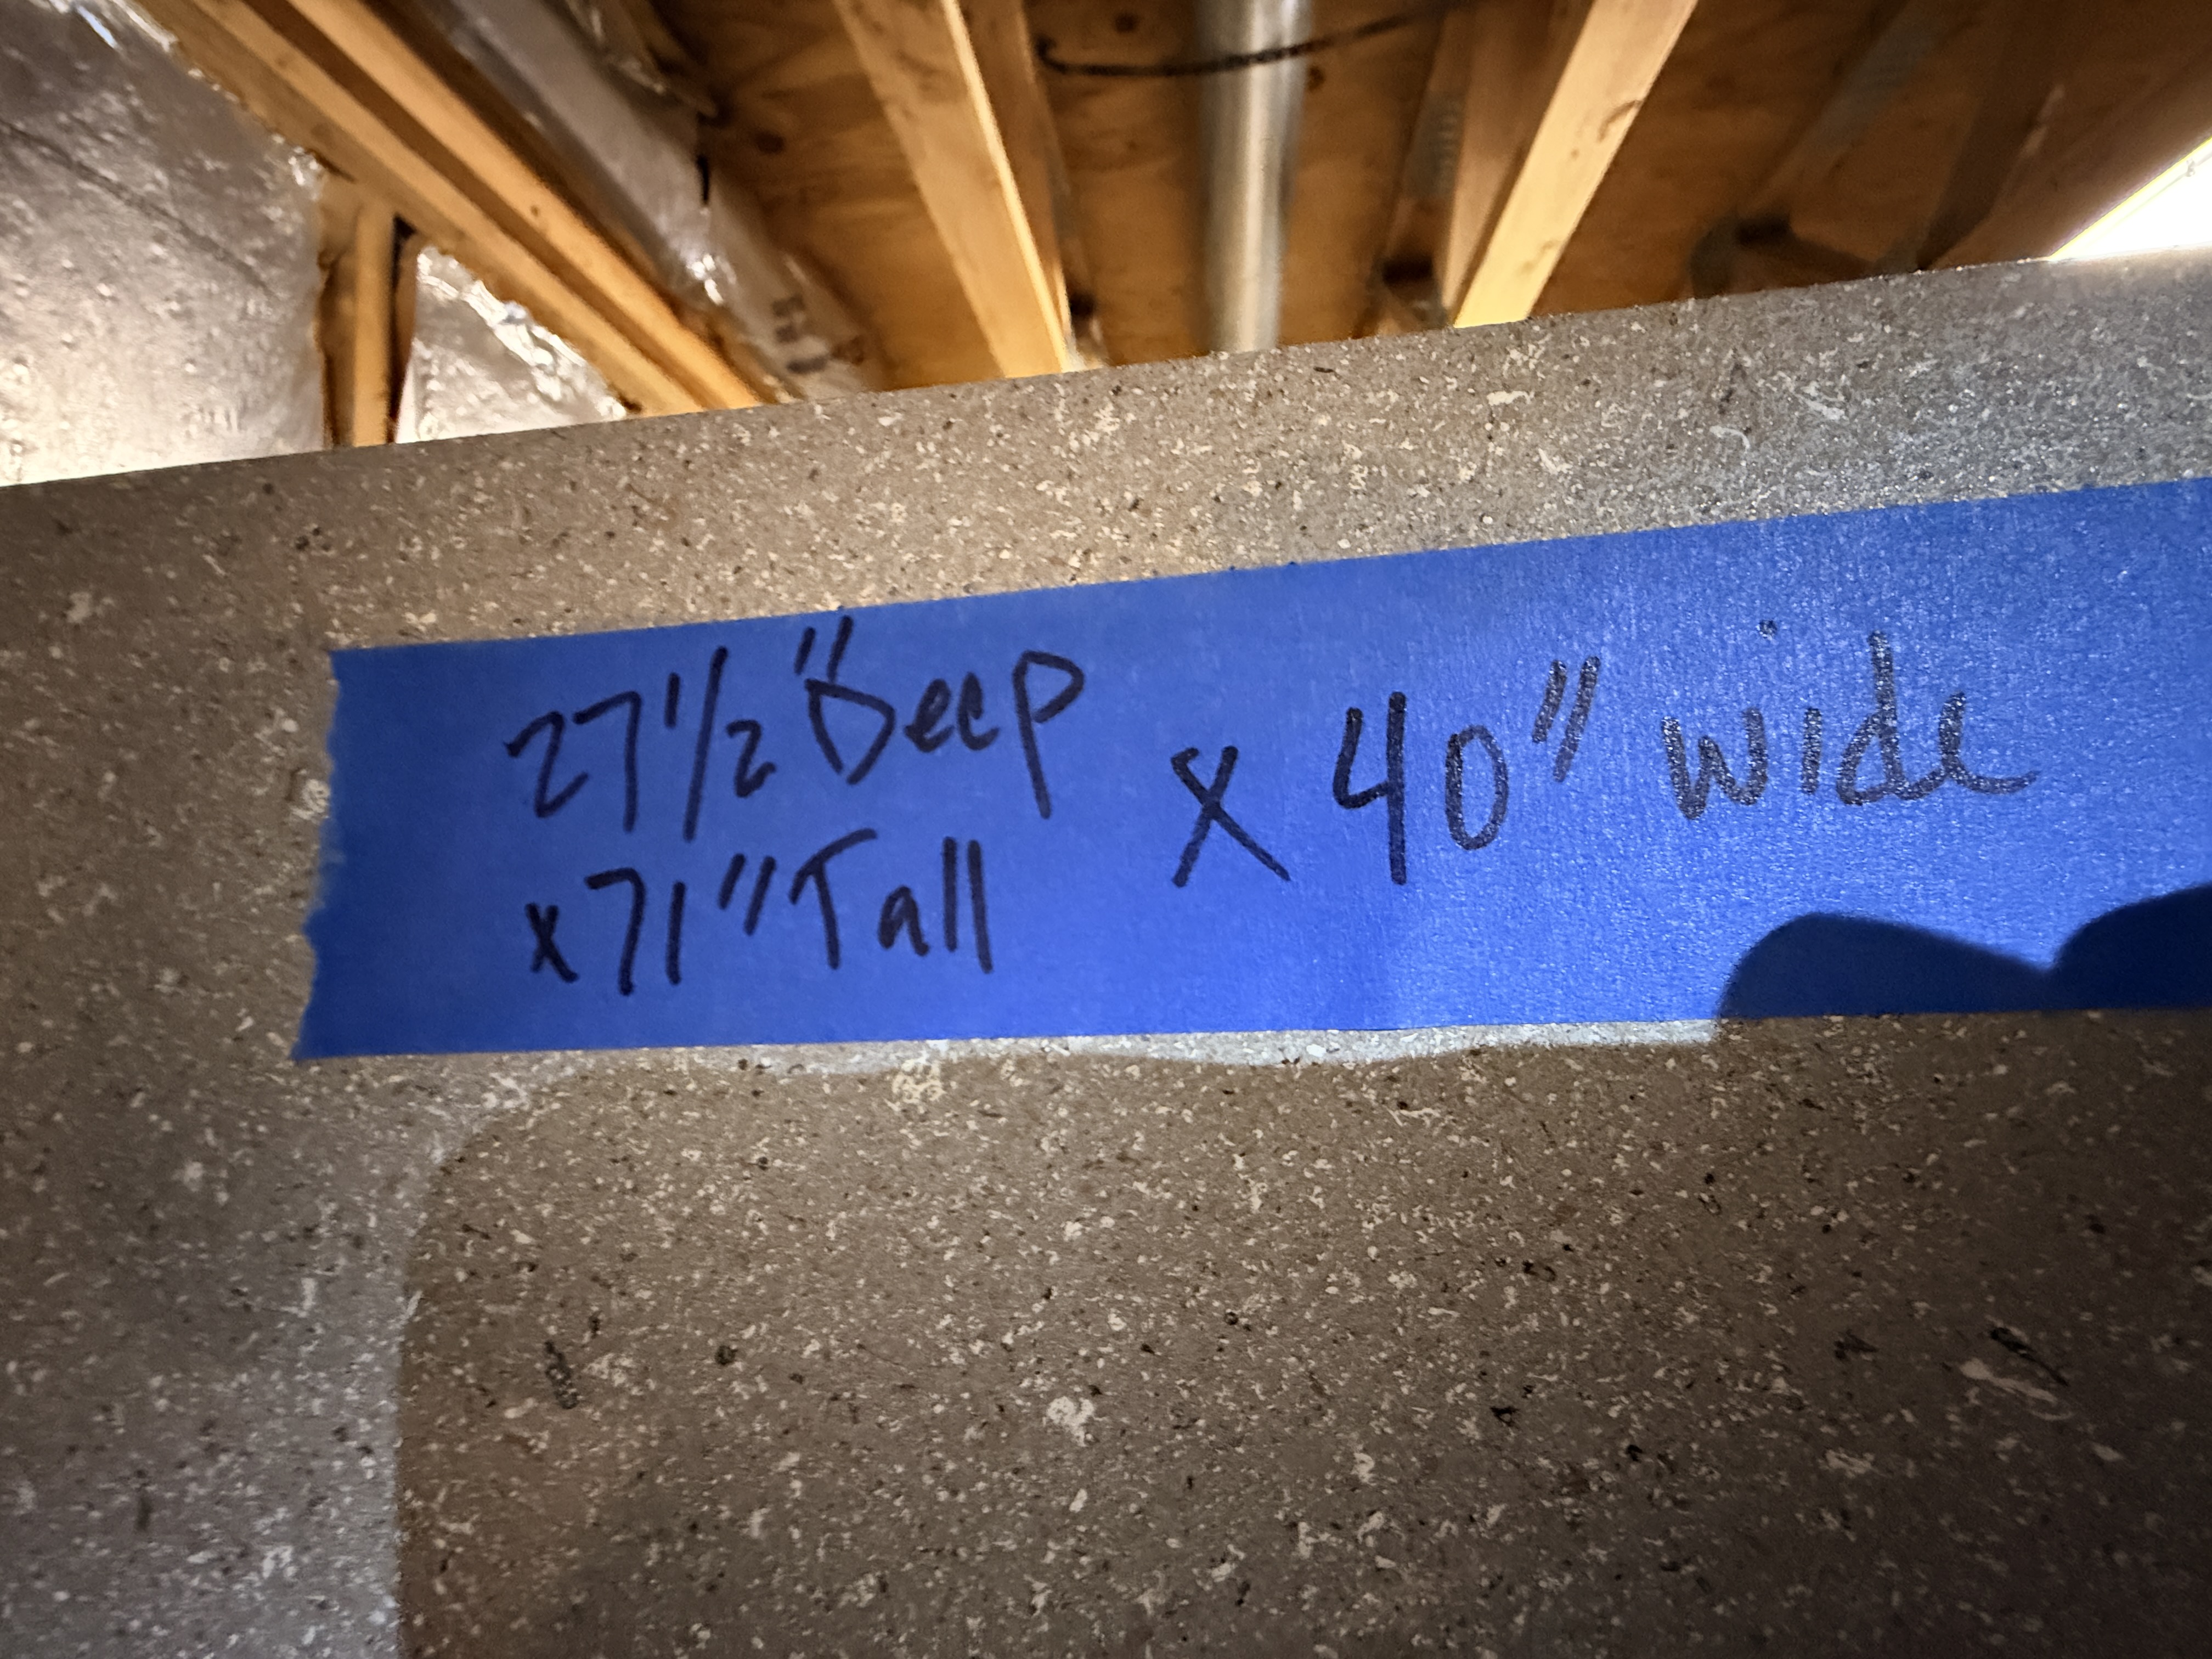 27 1/2" Deep
x 71" Tall
x 40" wide